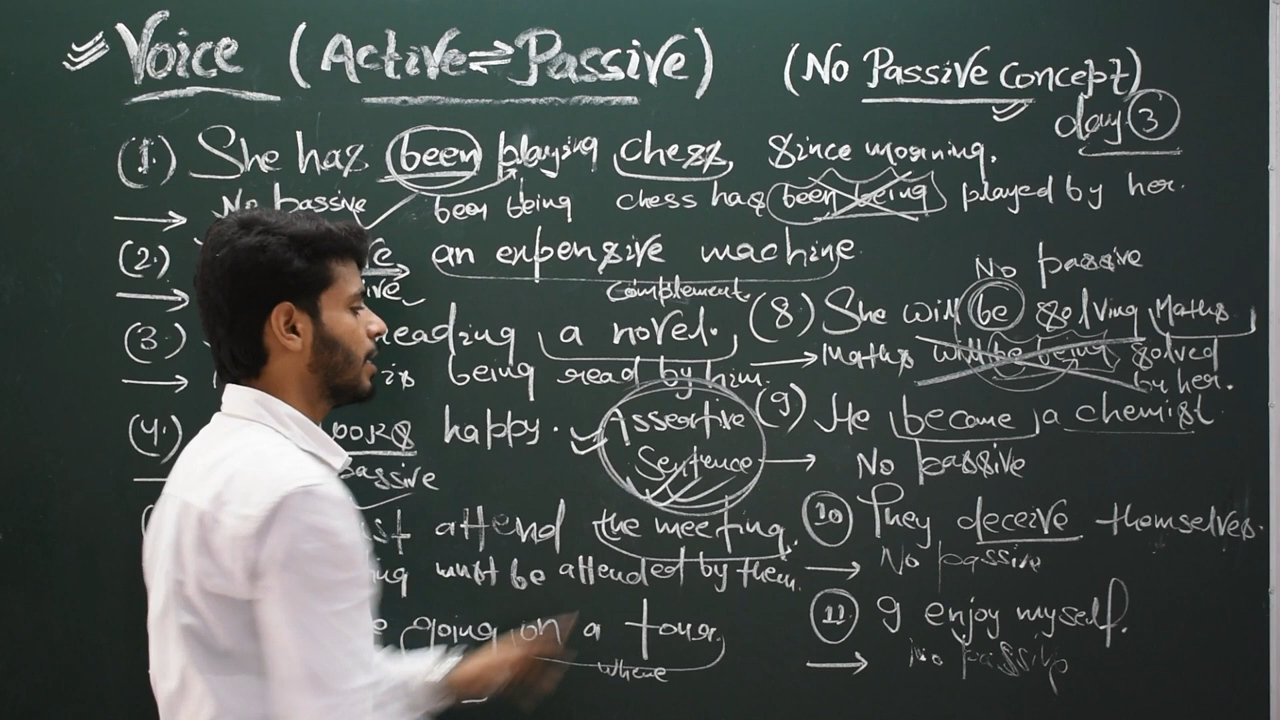 Voice (Active ⇌ Passive) (No Passive Concept)
day 3
(1.) She has been playing chess, since morning.
No passive been being chess has been being played by her.
(2.) an expensive machine
complement.
(3.) reading a novel.
is being read by him.
(4.) looks happy.
passive
Assertive
Sentence
attend the meeting.
must be attended by them.
going on a tour.
where
No passive
(8) She will be solving Maths
Maths will be being solved
by her.
(9) He became a chemist.
No passive
(10) They deceive themselves.
No passive
(11) I enjoy myself.
No passive